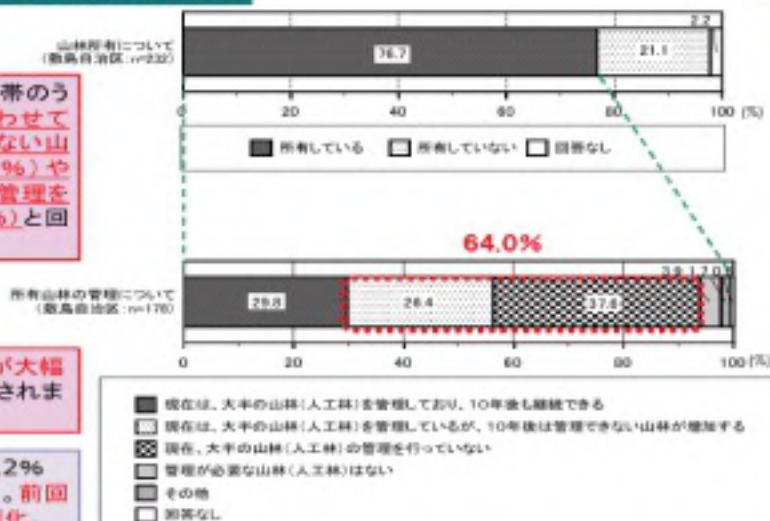 帯のう
わせて
ない山
%)や
管理を
%)と回
が大幅
されま
.2%
。前回
山林所有について
(敷島自治区:n=232)
76.7
21.1
2.2
0 20 40 60 80 100 (%)
所有している 所有していない 回答なし
64.0%
所有山林の管理について
(敷島自治区:n=178)
29.8
26.4
37.6
0 20 40 60 80 100(%)
現在は、大半の山林(人工林)を管理しており、10年後も継続できる
現在は、大半の山林(人工林)を管理しているが、10年後は管理できない山林が増加する
現在、大半の山林(人工林)の管理を行っていない
管理が必要な山林(人工林)はない
その他
回答なし